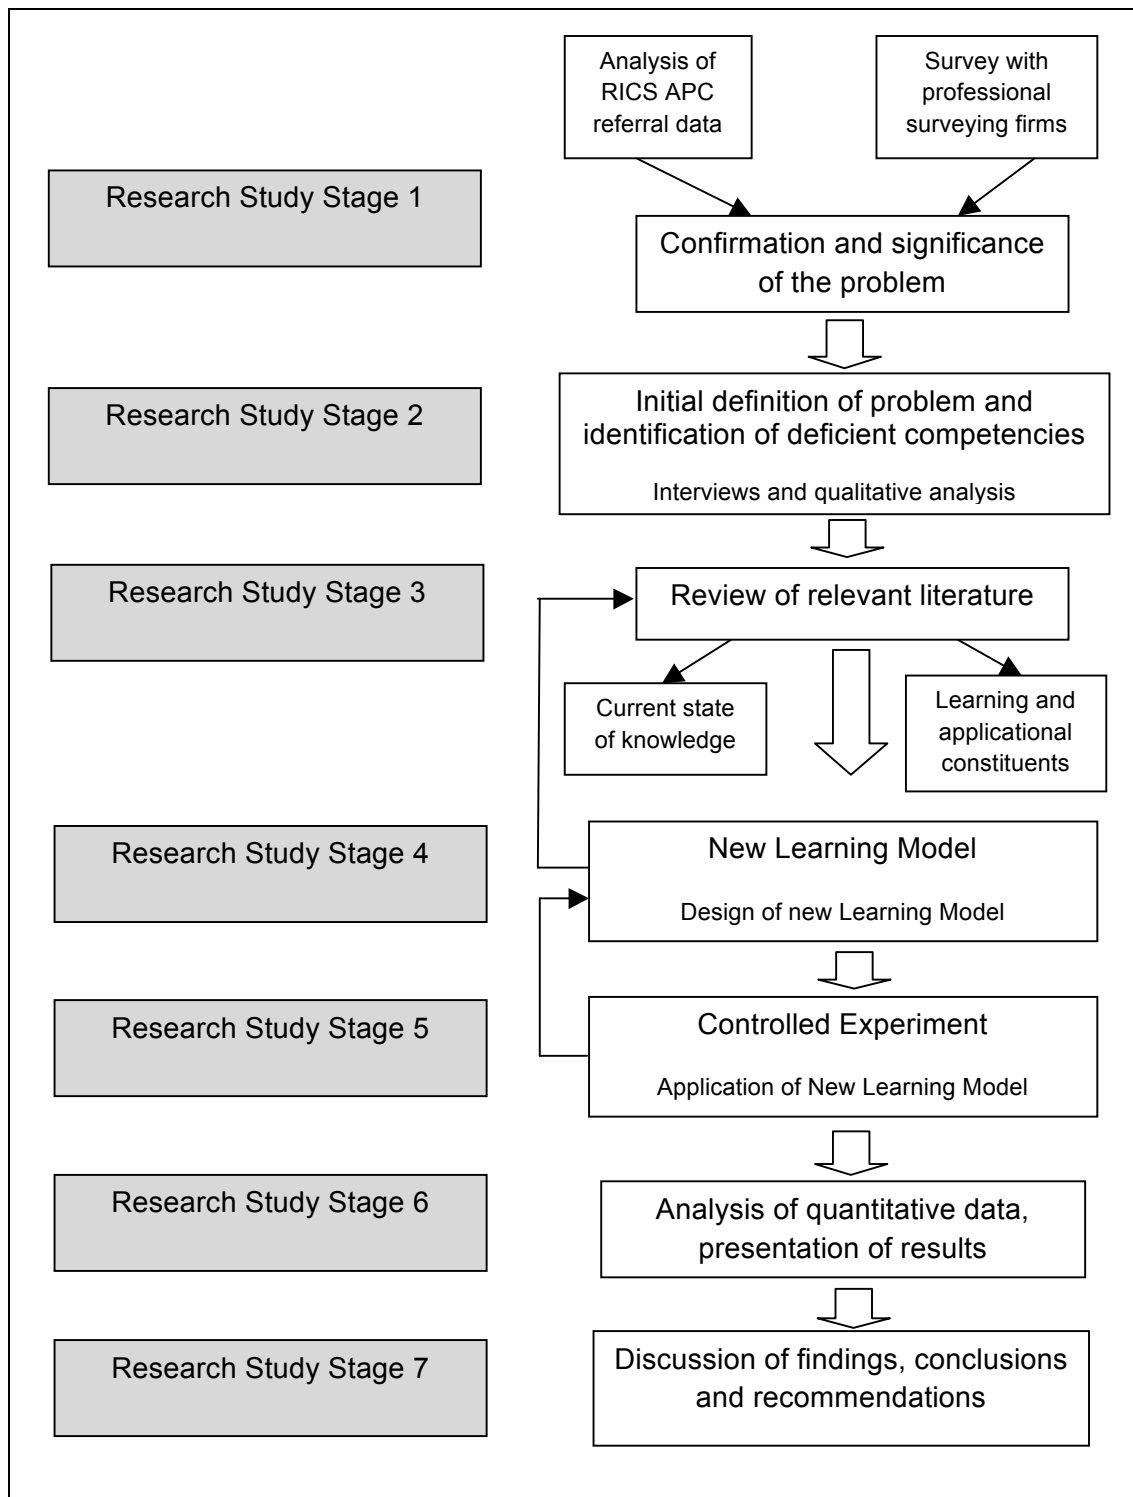 Analysis of
RICS APC
referral data
Survey with
professional
surveying firms
Research Study Stage 1
Confirmation and significance
of the problem
Research Study Stage 2
Initial definition of problem and
identification of deficient competencies
Interviews and qualitative analysis
Research Study Stage 3
Review of relevant literature
Current state
of knowledge
Learning and
applicational
constituents
Research Study Stage 4
New Learning Model
Design of new Learning Model
Research Study Stage 5
Controlled Experiment
Application of New Learning Model
Research Study Stage 6
Analysis of quantitative data,
presentation of results
Research Study Stage 7
Discussion of findings, conclusions
and recommendations